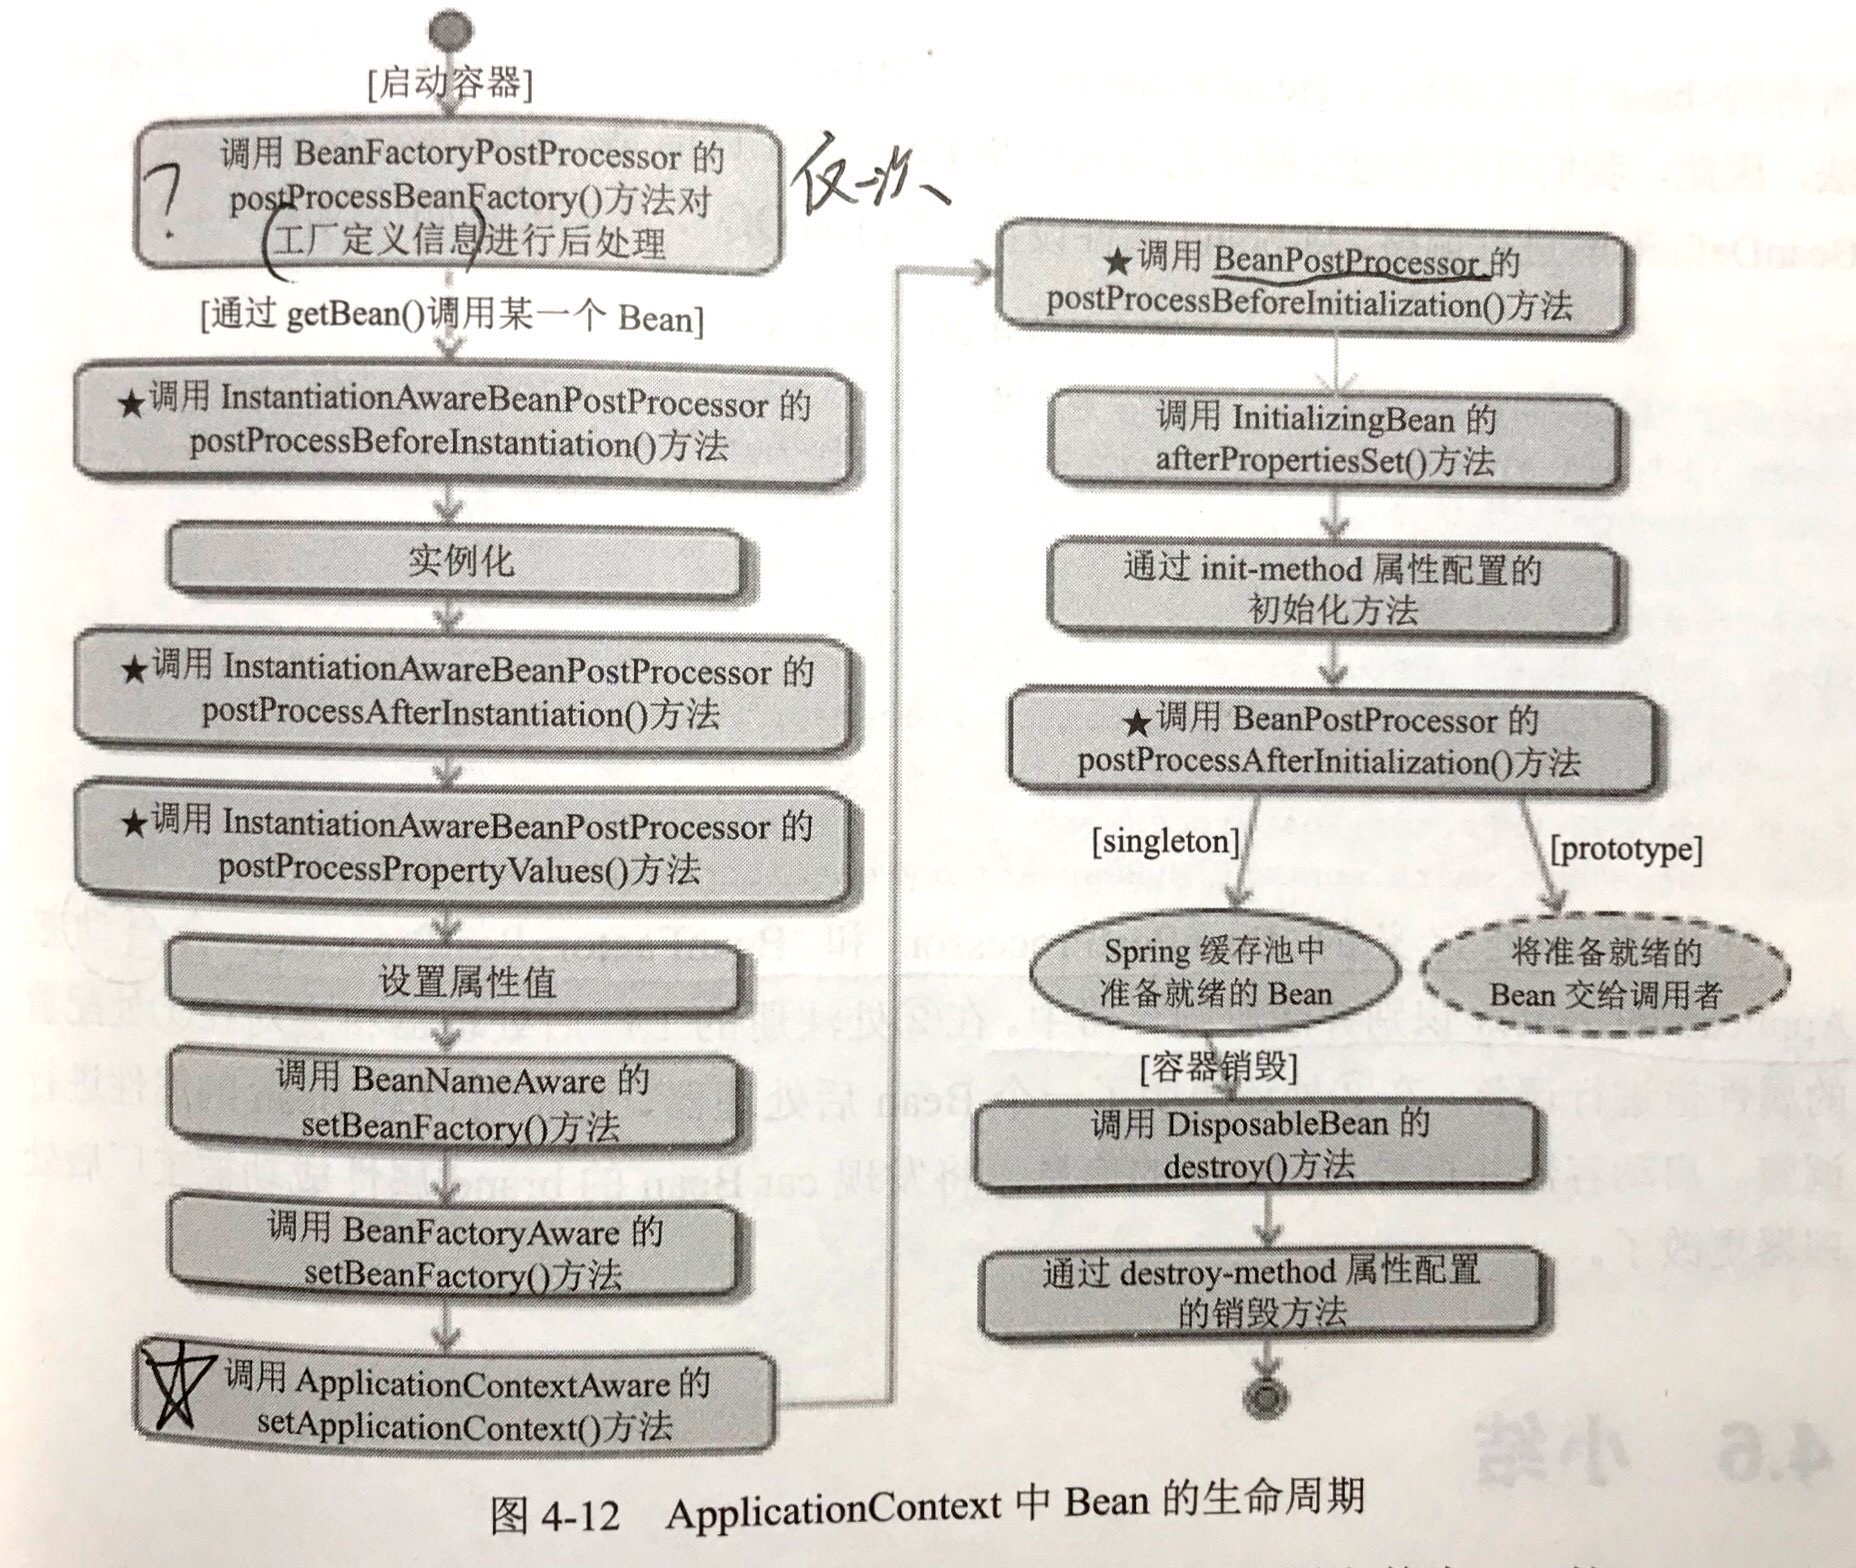 [启动容器]
调用 BeanFactoryPostProcessor 的
postProcessBeanFactory()方法对
工厂定义信息进行后处理
?
仅一次
[通过 getBean()调用某一个 Bean]
★调用 InstantiationAwareBeanPostProcessor 的
postProcessBeforeInstantiation()方法
实例化
★调用 InstantiationAwareBeanPostProcessor 的
postProcessAfterInstantiation()方法
★调用 InstantiationAwareBeanPostProcessor 的
postProcessPropertyValues()方法
设置属性值
调用 BeanNameAware 的
setBeanFactory()方法
调用 BeanFactoryAware 的
setBeanFactory()方法
调用 ApplicationContextAware 的
setApplicationContext()方法
★调用 BeanPostProcessor 的
postProcessBeforeInitialization()方法
调用 InitializingBean 的
afterPropertiesSet()方法
通过 init-method 属性配置的
初始化方法
★调用 BeanPostProcessor 的
postProcessAfterInitialization()方法
[singleton]
[prototype]
Spring 缓存池中
准备就绪的 Bean
将准备就绪的
Bean 交给调用者
[容器销毁]
调用 DisposableBean 的
destroy()方法
通过 destroy-method 属性配置
的销毁方法
4.6 小结
图 4-12 ApplicationContext 中 Bean 的生命周期